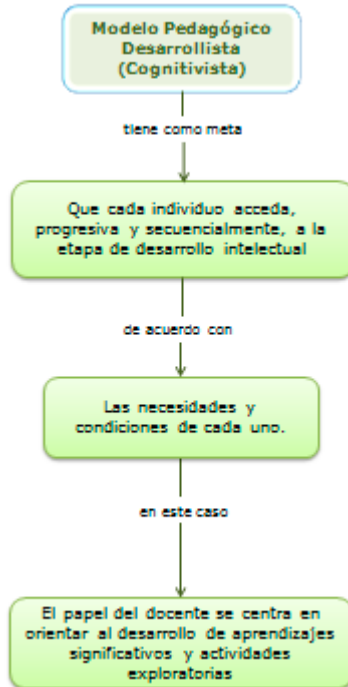 Modelo Pedagógico
Desarrollista
(Cognitivista)
tiene como meta
Que cada individuo acceda,
progresiva y secuencialmente, a la
etapa de desarrollo intelectual
de acuerdo con
Las necesidades y
condiciones de cada uno.
en este caso
El papel del docente se centra en
orientar al desarrollo de aprendizajes
significativos y actividades
exploratorias